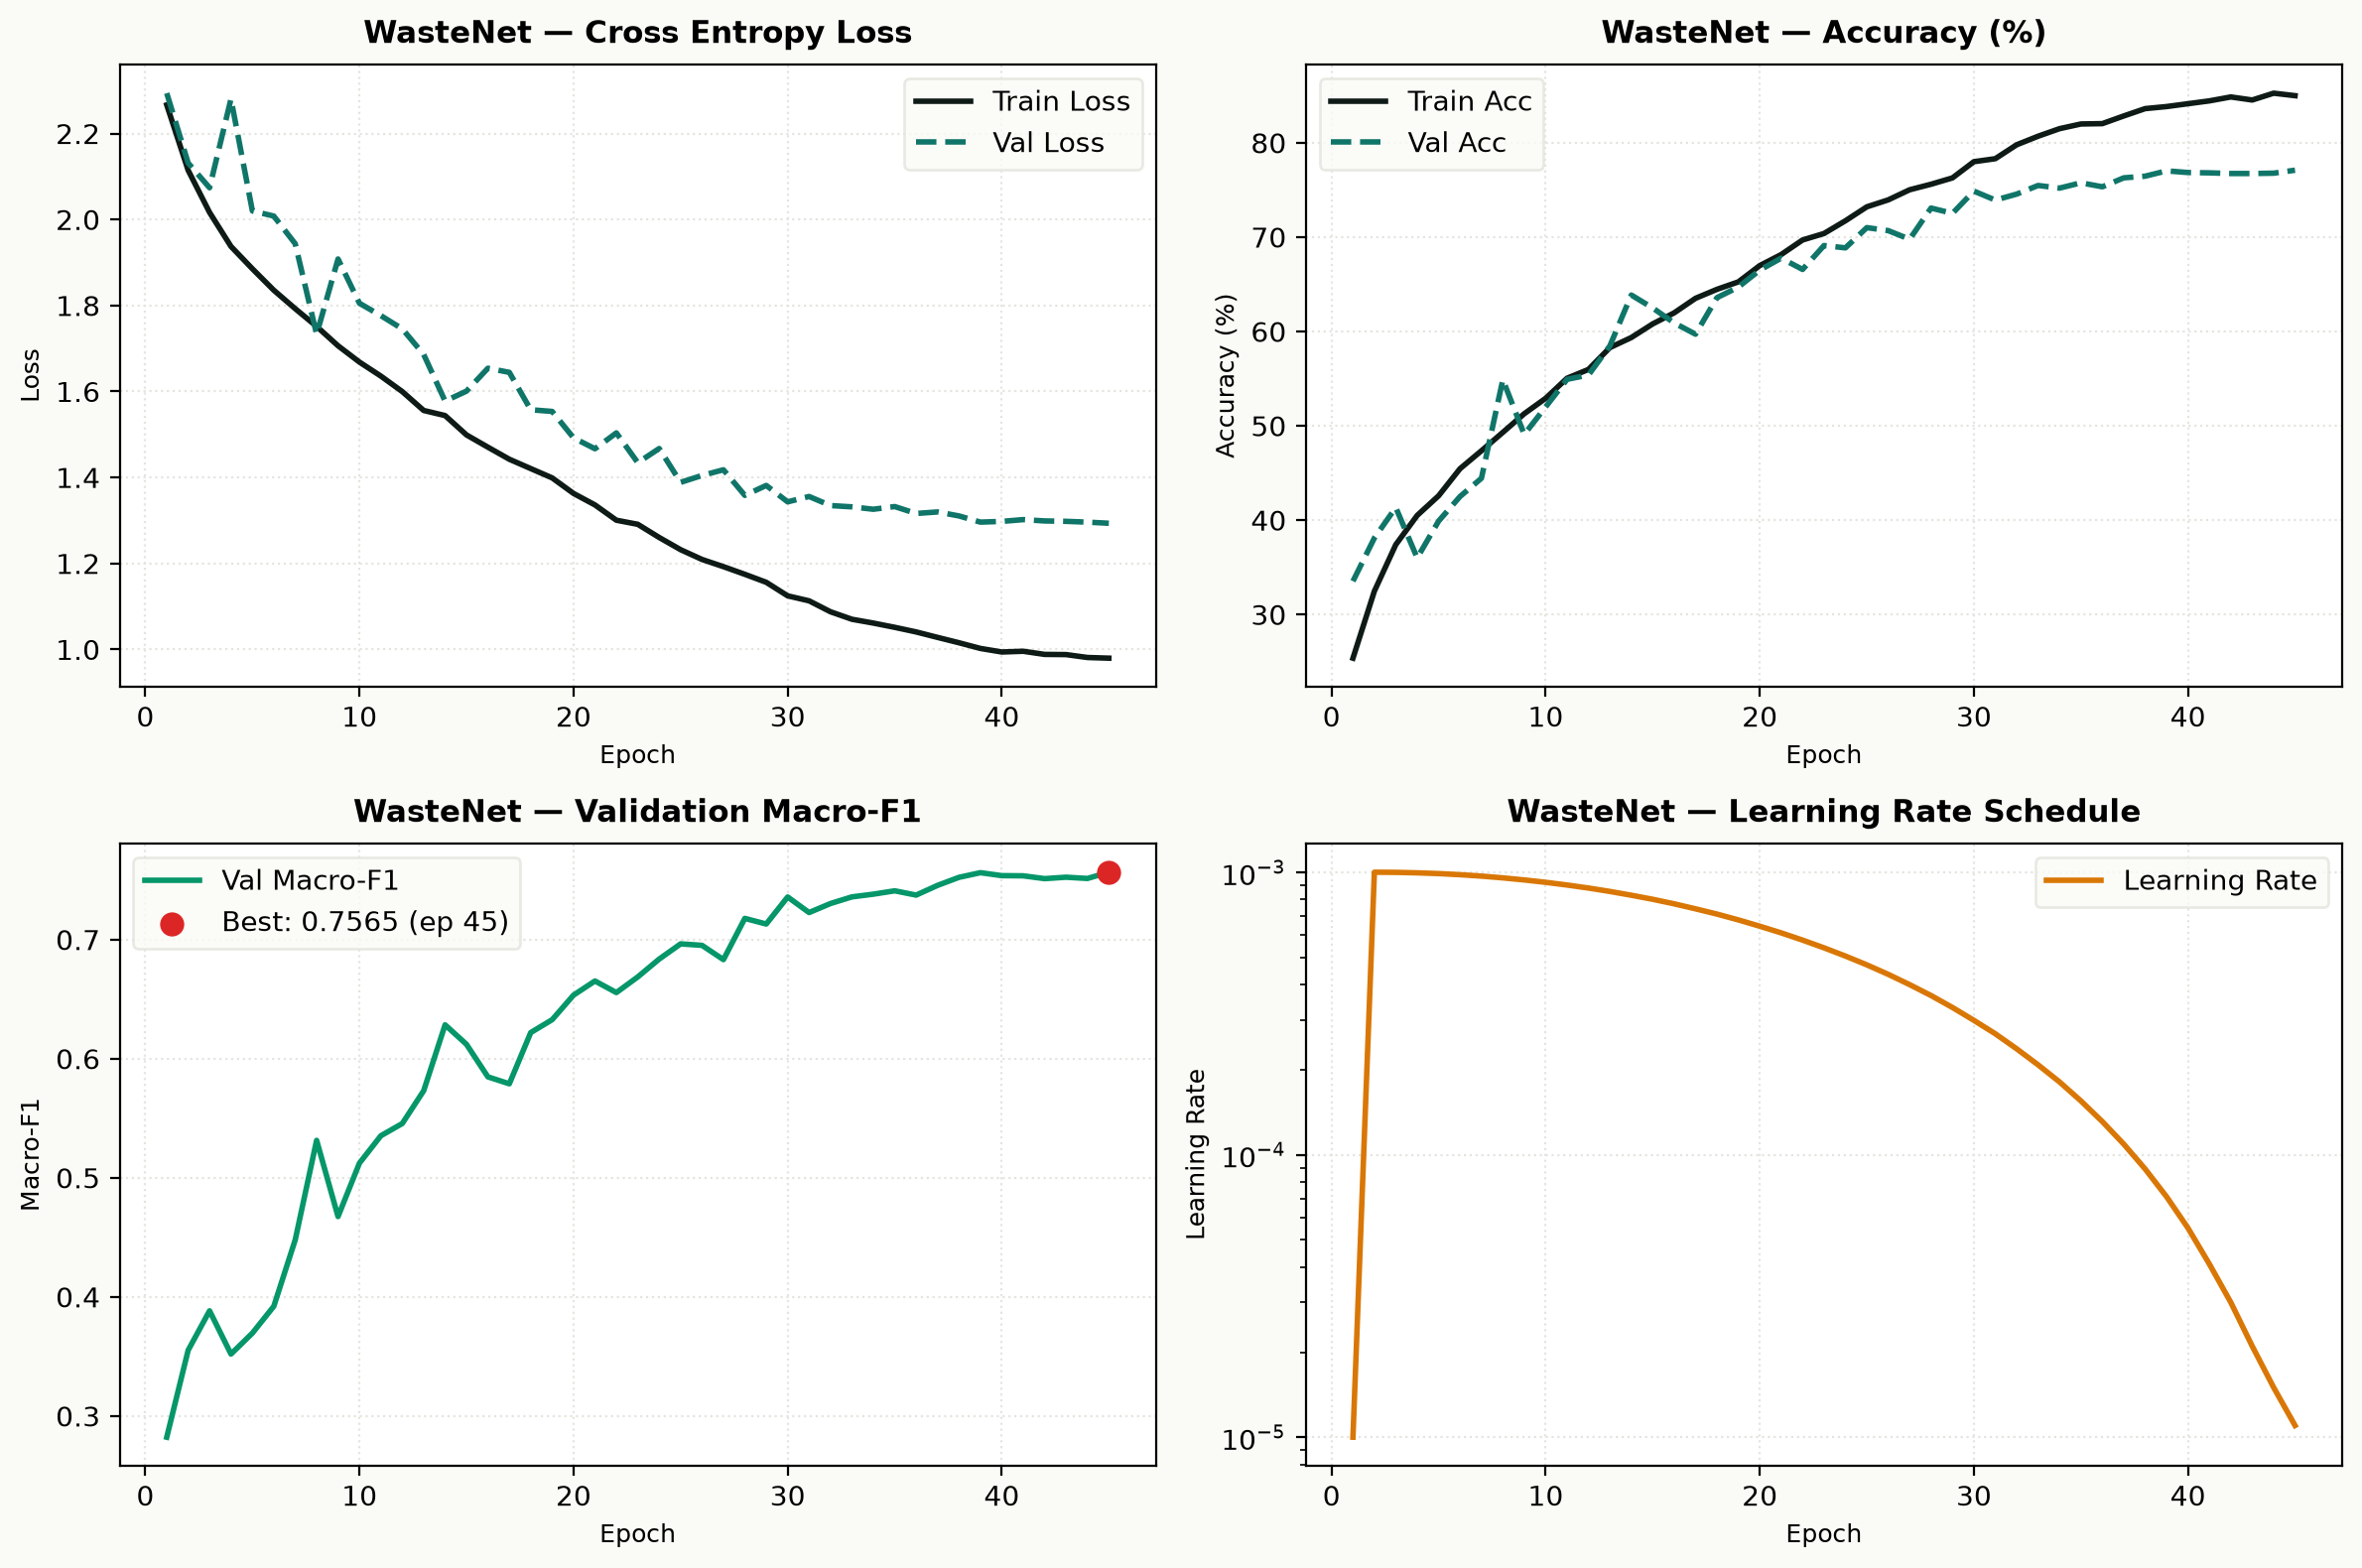 WasteNet — Cross Entropy Loss
Train Loss
Val Loss
2.2
2.0
1.8
1.6
1.4
1.2
1.0
Loss
0 10 20 30 40
Epoch
WasteNet — Accuracy (%)
Train Acc
Val Acc
80
70
60
50
40
30
Accuracy (%)
0 10 20 30 40
Epoch
WasteNet — Validation Macro-F1
Val Macro-F1
Best: 0.7565 (ep 45)
0.7
0.6
0.5
0.4
0.3
Macro-F1
0 10 20 30 40
Epoch
WasteNet — Learning Rate Schedule
Learning Rate
10⁻³
10⁻⁴
10⁻⁵
Learning Rate
0 10 20 30 40
Epoch